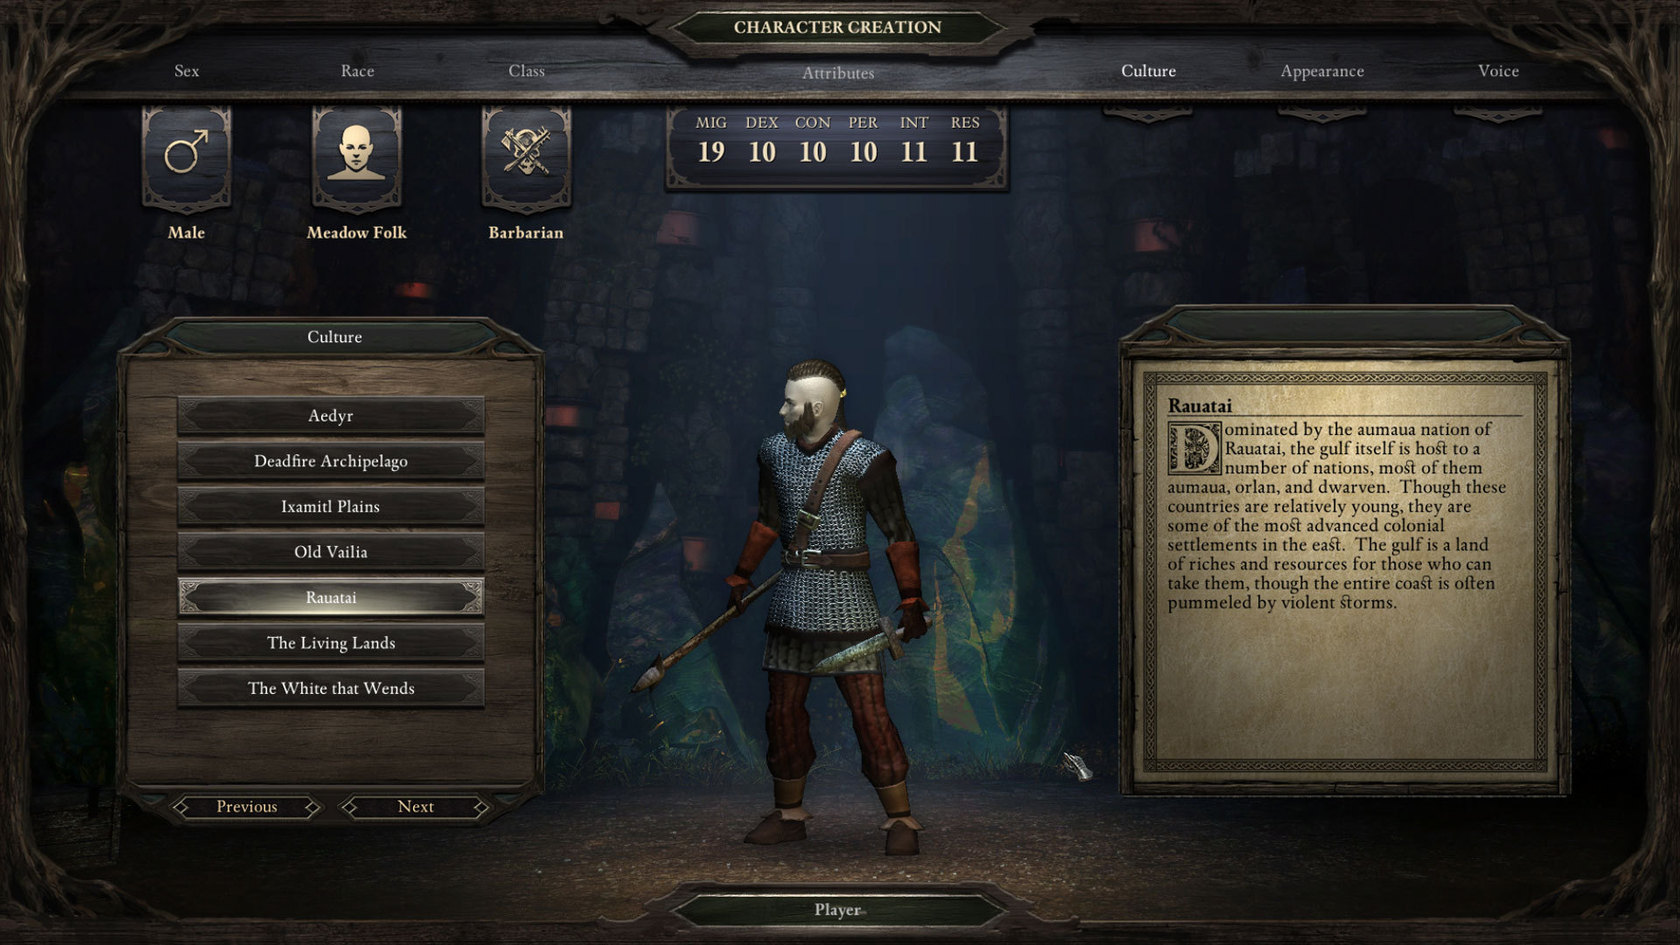 CHARACTER CREATION
Sex
Race
Class
Attributes
Culture
Appearance
Voice
MIG DEX CON PER INT RES
19 10 10 10 11 11
Male
Meadow Folk
Barbarian
Culture
Aedyr
Deadfire Archipelago
Ixamitl Plains
Old Vailia
Rauatai
The Living Lands
The White that Wends
Previous
Next
Rauatai
Dominated by the aumaua nation of
Rauatai, the gulf itself is host to a
number of nations, most of them
aumaua, orlan, and dwarven. Though these
countries are relatively young, they are
some of the most advanced colonial
settlements in the east. The gulf is a land
of riches and resources for those who can
take them, though the entire coast is often
pummeled by violent storms.
Player